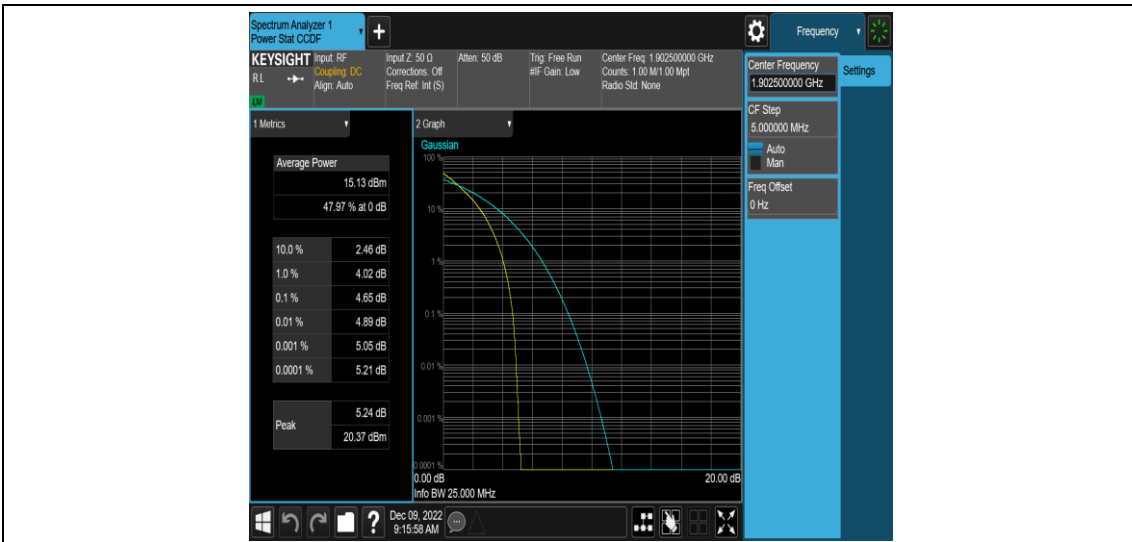 Spectrum Analyzer 1
Power Stat CCDF
+
Frequency
KEYSIGHT
RL
LXI
Input: RF
Coupling: DC
Align: Auto
Input Z: 50 Ω
Corrections: Off
Freq Ref: Int (S)
Atten: 50 dB
Trig: Free Run
#IF Gain: Low
Center Freq: 1.902500000 GHz
Counts: 1.00 M/1.00 Mpt
Radio Std: None
Center Frequency
1.902500000 GHz
Settings
CF Step
5.000000 MHz
Auto
Man
Freq Offset
0 Hz
1 Metrics
Average Power
15.13 dBm
47.97 % at 0 dB
10.0 % 2.46 dB
1.0 % 4.02 dB
0.1 % 4.65 dB
0.01 % 4.89 dB
0.001 % 5.05 dB
0.0001 % 5.21 dB
Peak
5.24 dB
20.37 dBm
2 Graph
Gaussian
100 %
10 %
1 %
0.1 %
0.01 %
0.001 %
0.0001 %
0.00 dB 20.00 dB
Info BW 25.000 MHz
?
Dec 09, 2022
9:15:58 AM